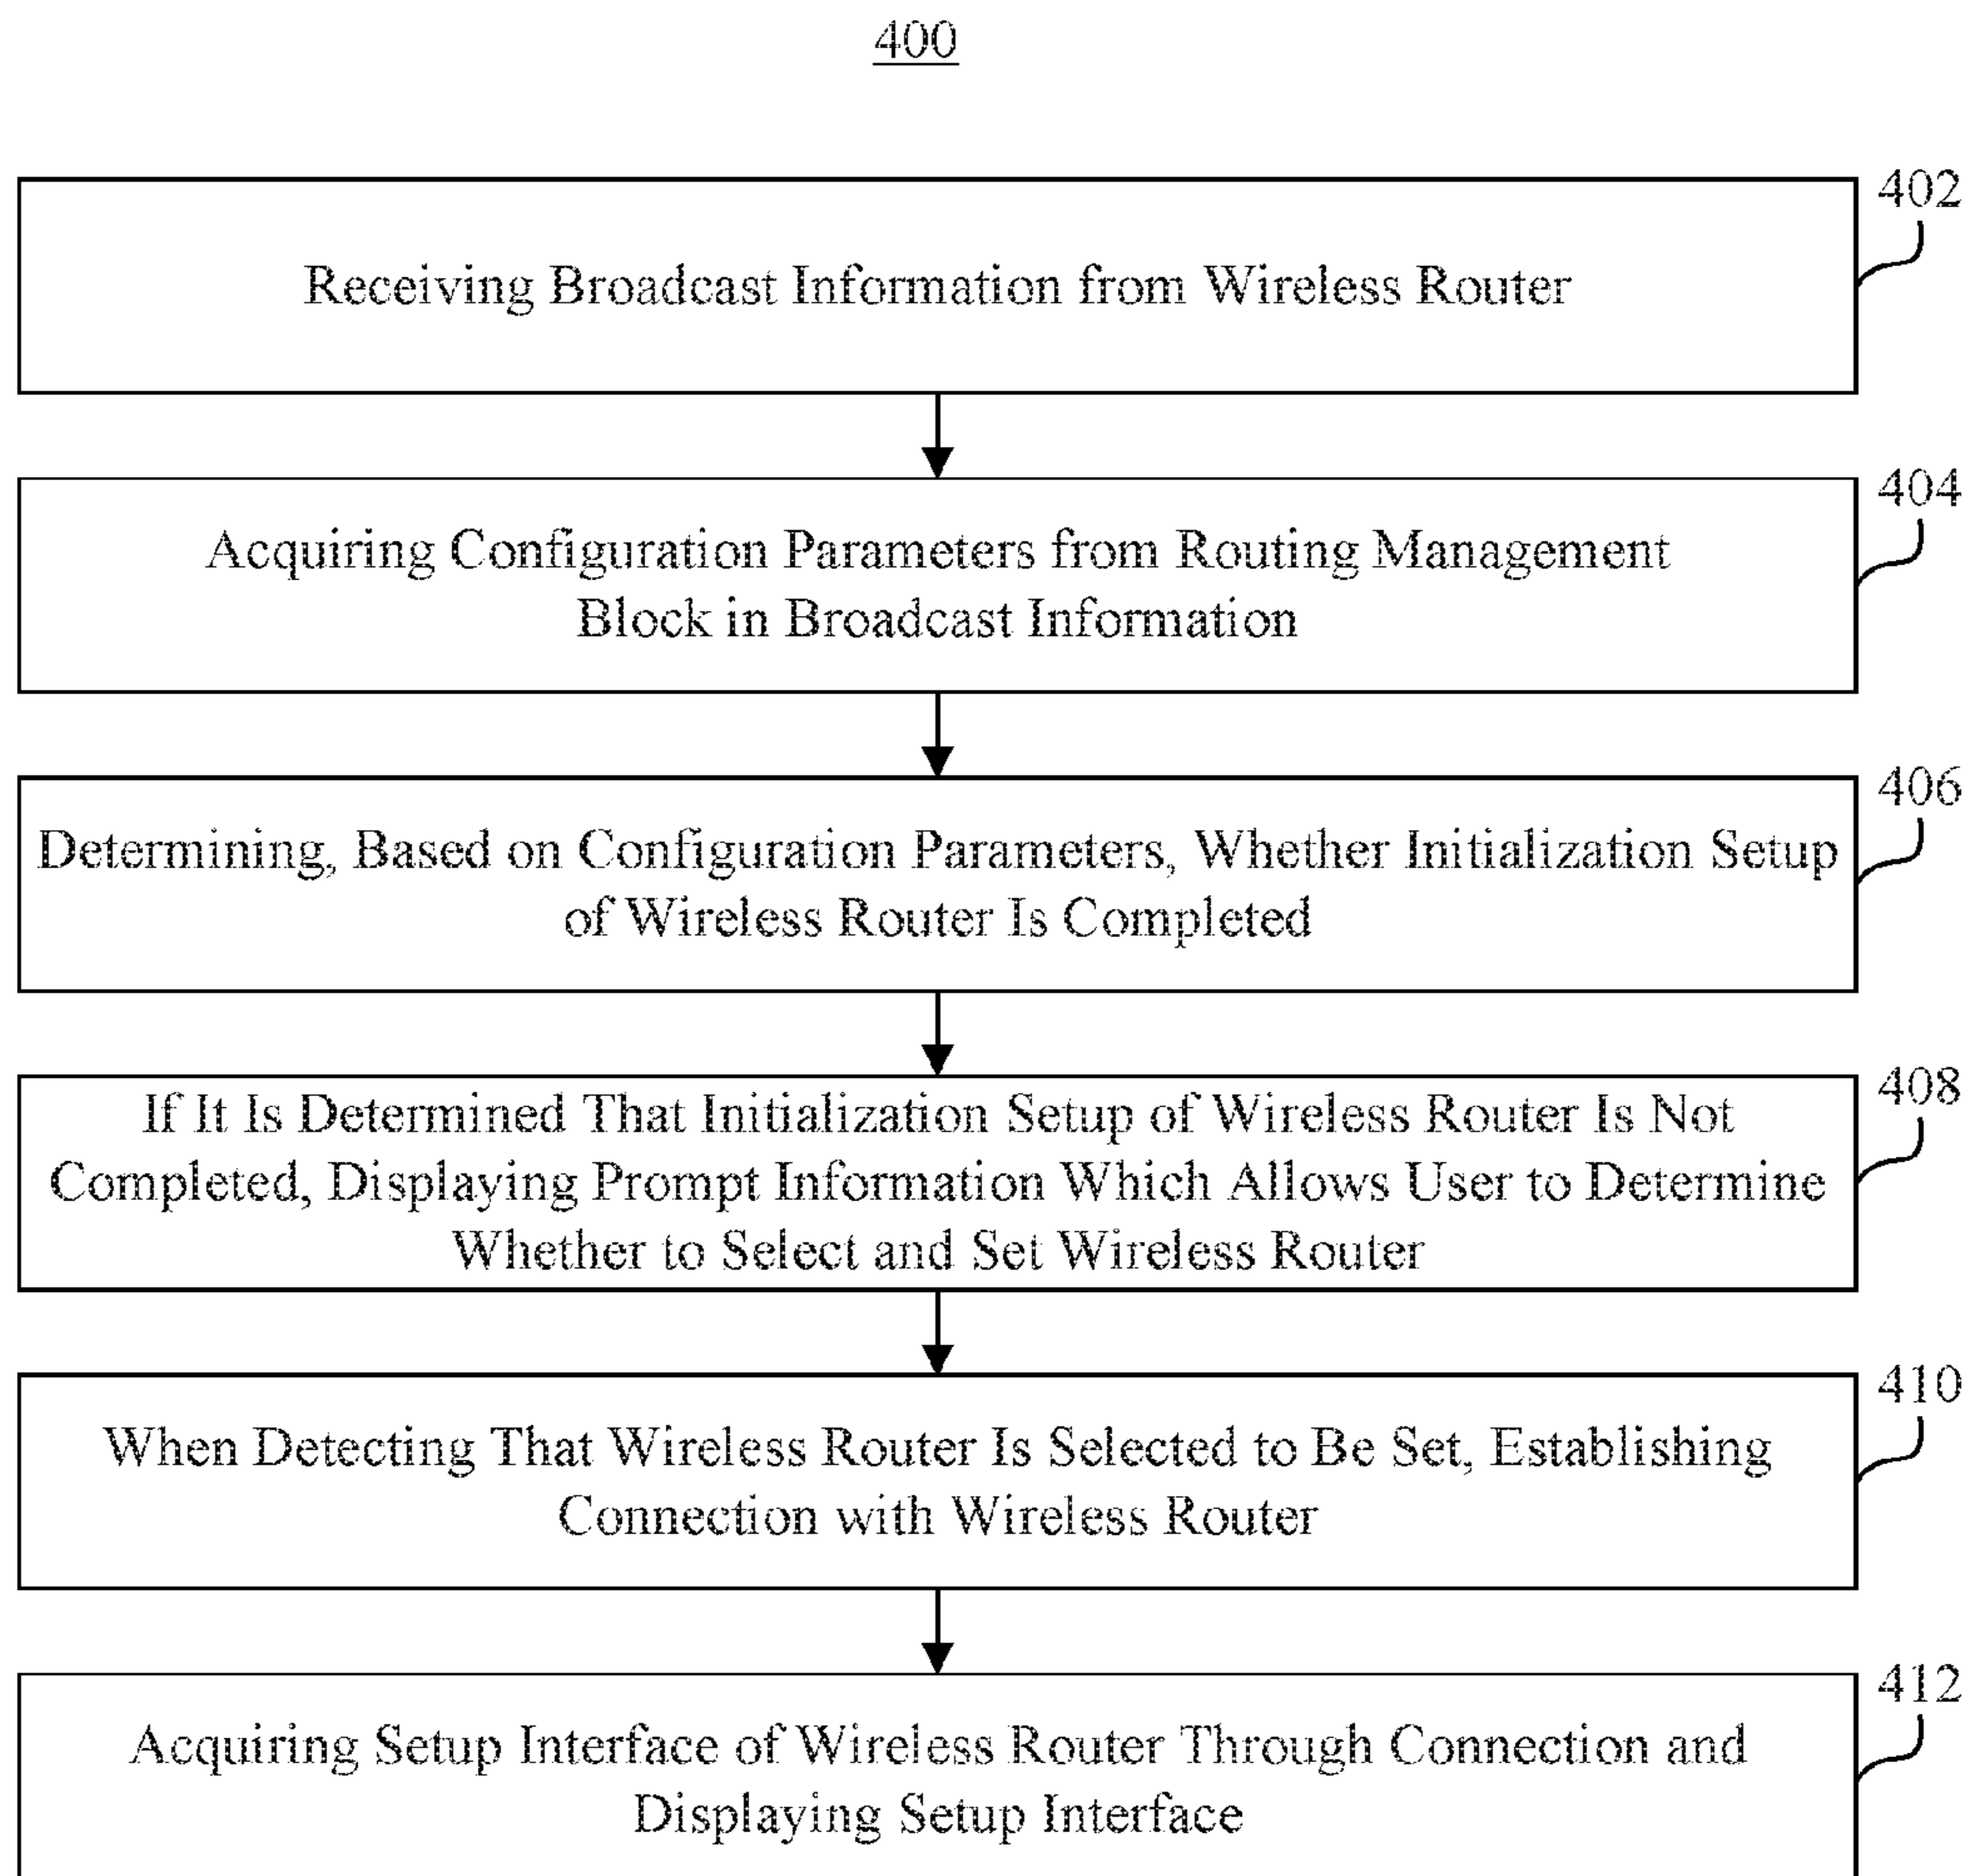 400
402
Receiving Broadcast Information from Wireless Router
404
Acquiring Configuration Parameters from Routing Management
Block in Broadcast Information
406
Determining, Based on Configuration Parameters, Whether Initialization Setup
of Wireless Router Is Completed
408
If It Is Determined That Initialization Setup of Wireless Router Is Not
Completed, Displaying Prompt Information Which Allows User to Determine
Whether to Select and Set Wireless Router
410
When Detecting That Wireless Router Is Selected to Be Set, Establishing
Connection with Wireless Router
412
Acquiring Setup Interface of Wireless Router Through Connection and
Displaying Setup Interface